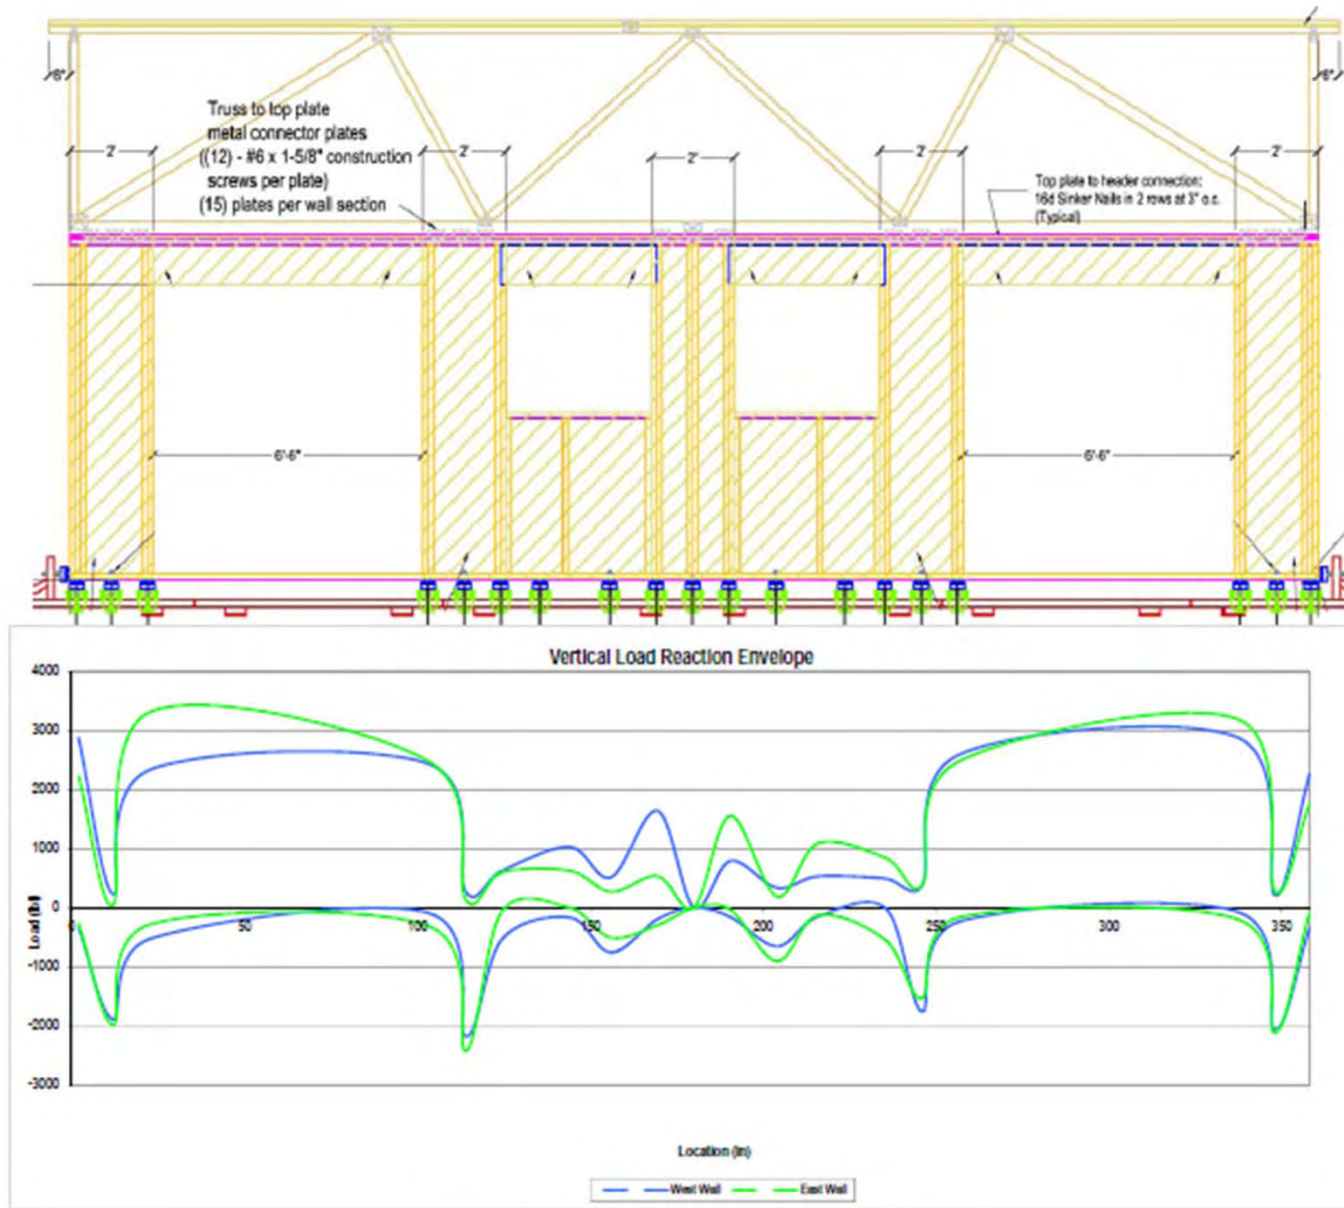 6"
6"
Truss to top plate
metal connector plates
((12) - #6 x 1-5/8" construction
screws per plate)
(15) plates per wall section
2'
2'
2'
2'
2'
Top plate to header connection:
16d Sinker Nails in 2 rows at 3" o.c.
(Typical)
6'-6"
6'-6"
Vertical Load Reaction Envelope
4000
3000
2000
1000
0
-1000
-2000
-3000
Load (lbf)
0 50 100 150 200 250 300 350
Location (in)
West Wall East Wall